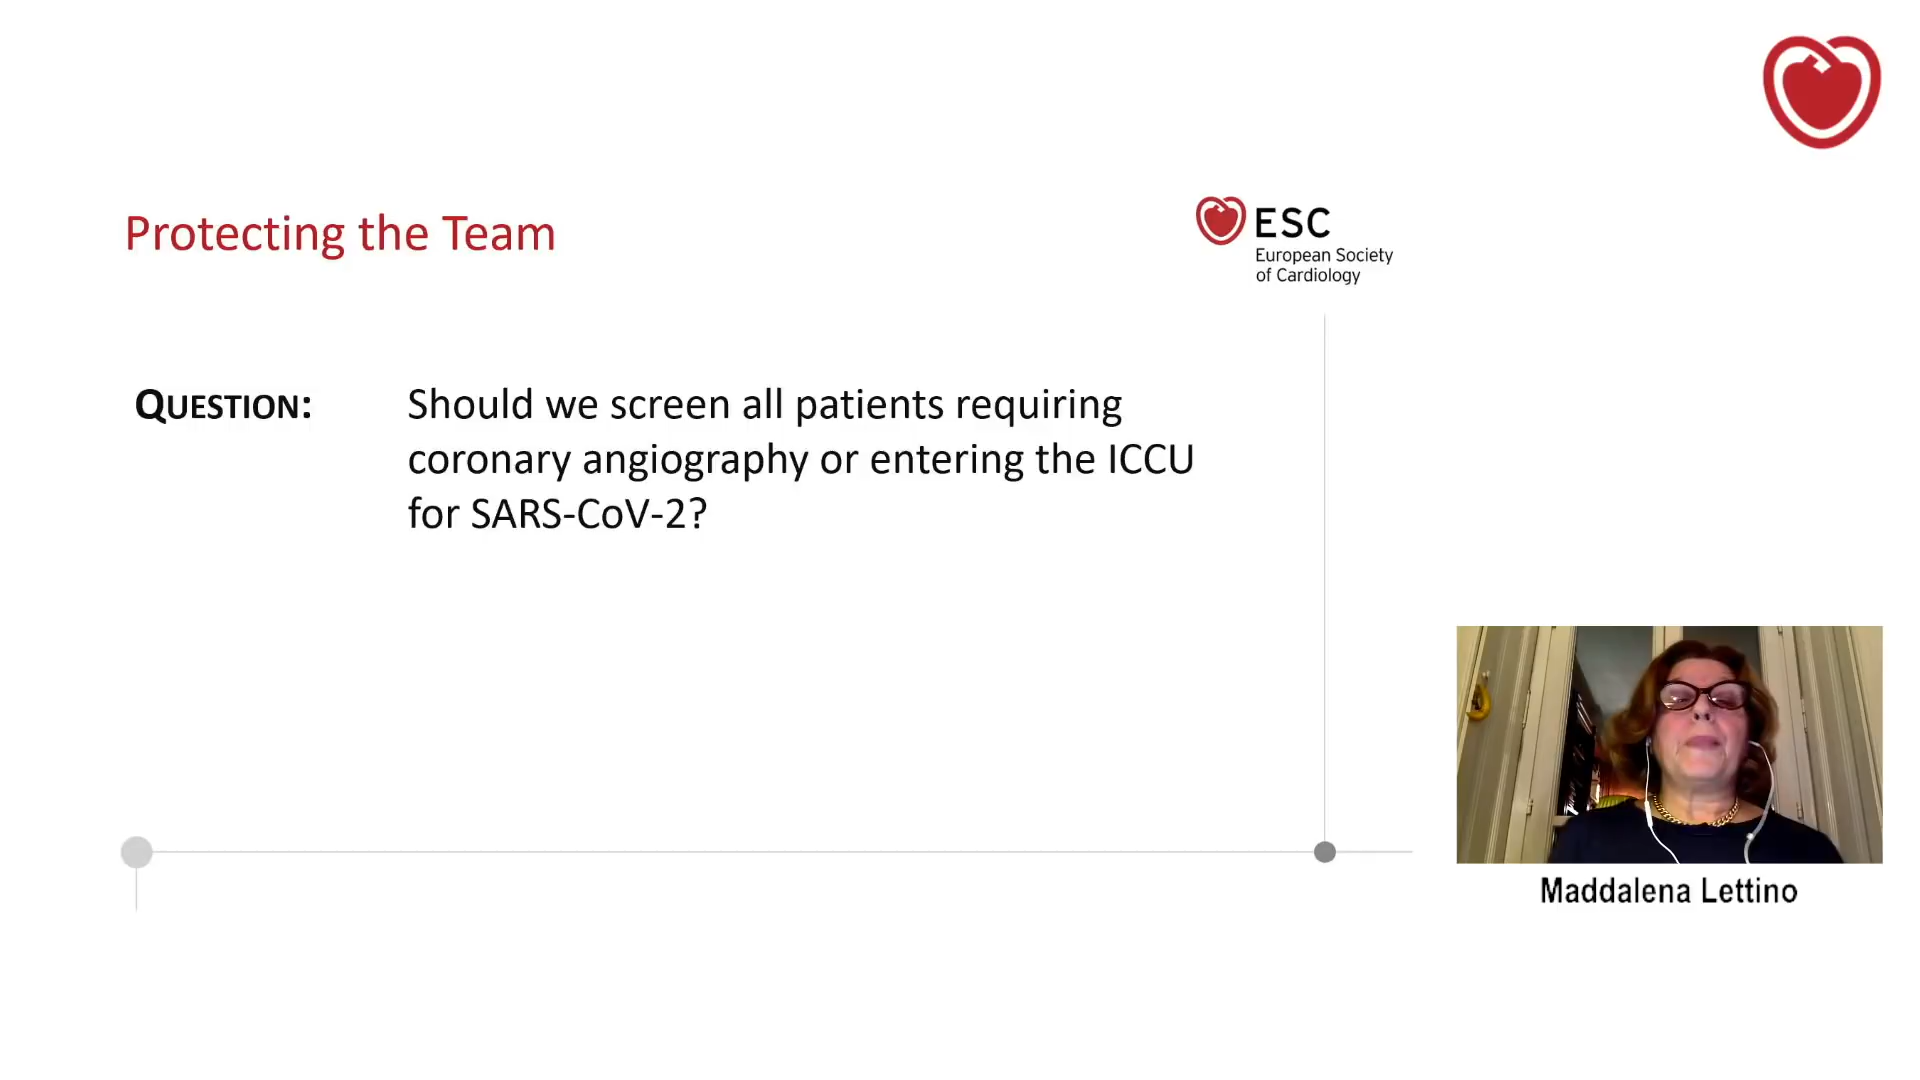 Protecting the Team
ESC
European Society
of Cardiology
QUESTION:
Should we screen all patients requiring
coronary angiography or entering the ICCU
for SARS-CoV-2?
Maddalena Lettino